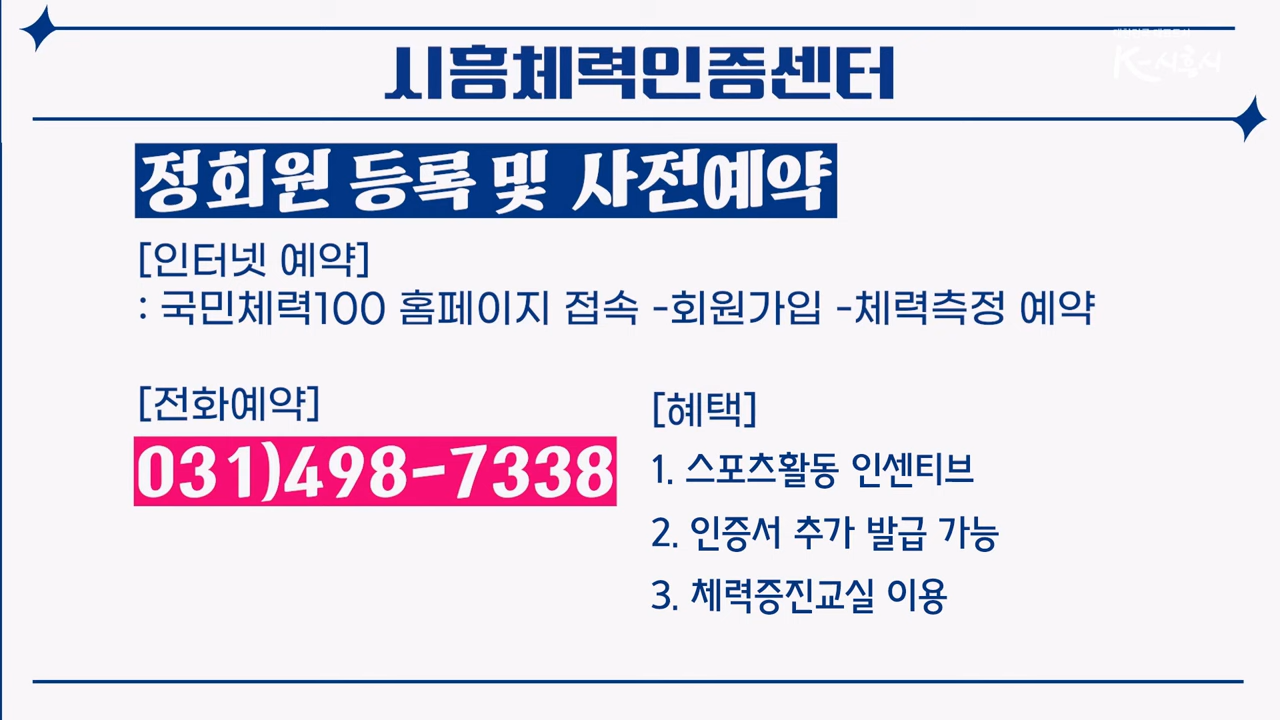 K-시흥시
시흥체력인증센터
정회원 등록 및 사전예약
[인터넷 예약]
: 국민체력100 홈페이지 접속 -회원가입 -체력측정 예약
[전화예약]
031)498-7338
[혜택]
1. 스포츠활동 인센티브
2. 인증서 추가 발급 가능
3. 체력증진교실 이용